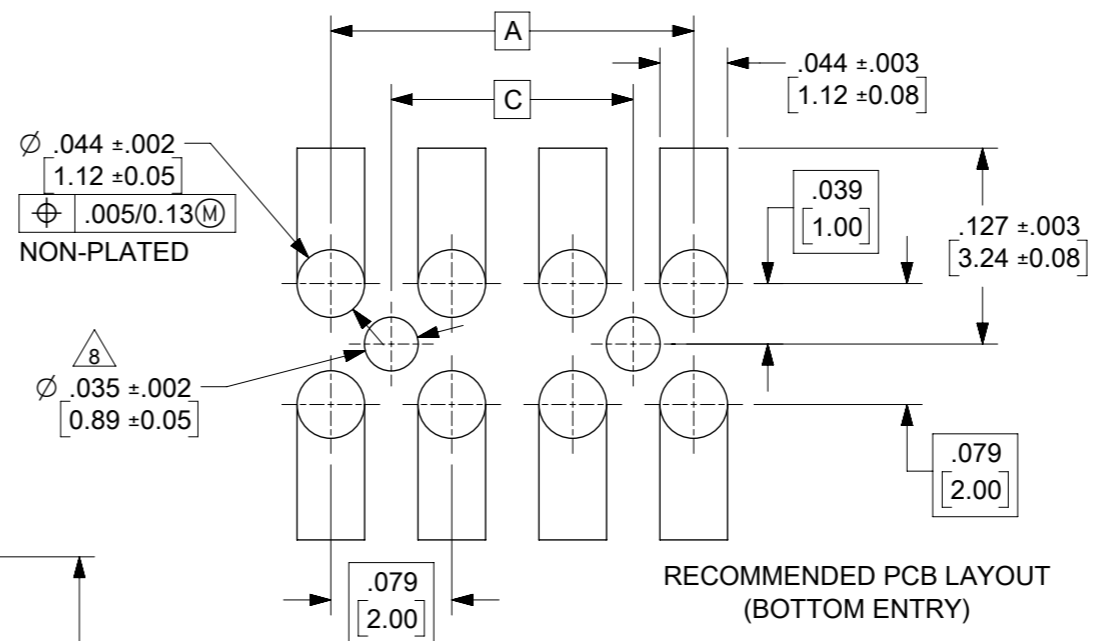 A
.044 ±.003
[1.12 ±0.08]
C
Ø .044 ±.002
[1.12 ±0.05]
⌖ .005/0.13Ⓜ
NON-PLATED
.039
[1.00]
.127 ±.003
[3.24 ±0.08]
8
Ø .035 ±.002
[0.89 ±0.05]
.079
[2.00]
.079
[2.00]
RECOMMENDED PCB LAYOUT
(BOTTOM ENTRY)